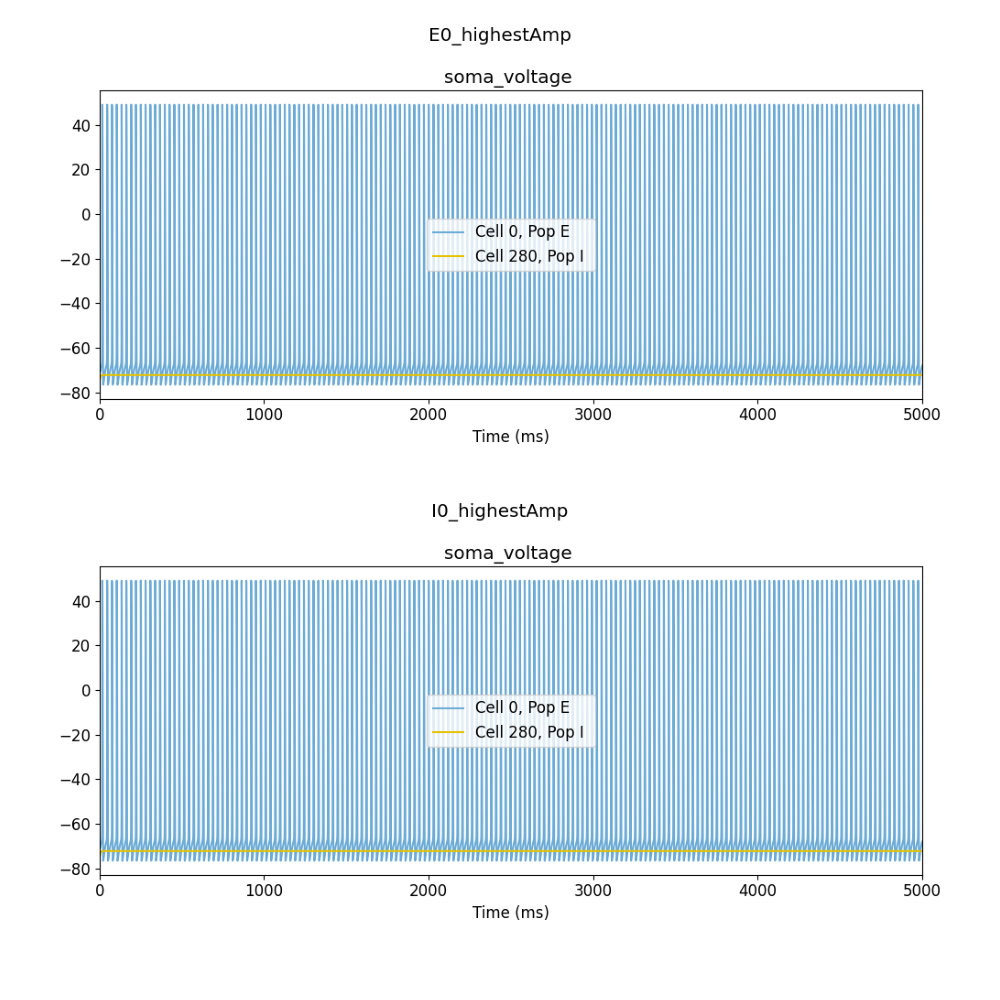 E0_highestAmp
soma_voltage
40
20
0
−20
−40
−60
−80
Cell 0, Pop E
Cell 280, Pop I
0 1000 2000 3000 4000 5000
Time (ms)
I0_highestAmp
soma_voltage
40
20
0
−20
−40
−60
−80
Cell 0, Pop E
Cell 280, Pop I
0 1000 2000 3000 4000 5000
Time (ms)